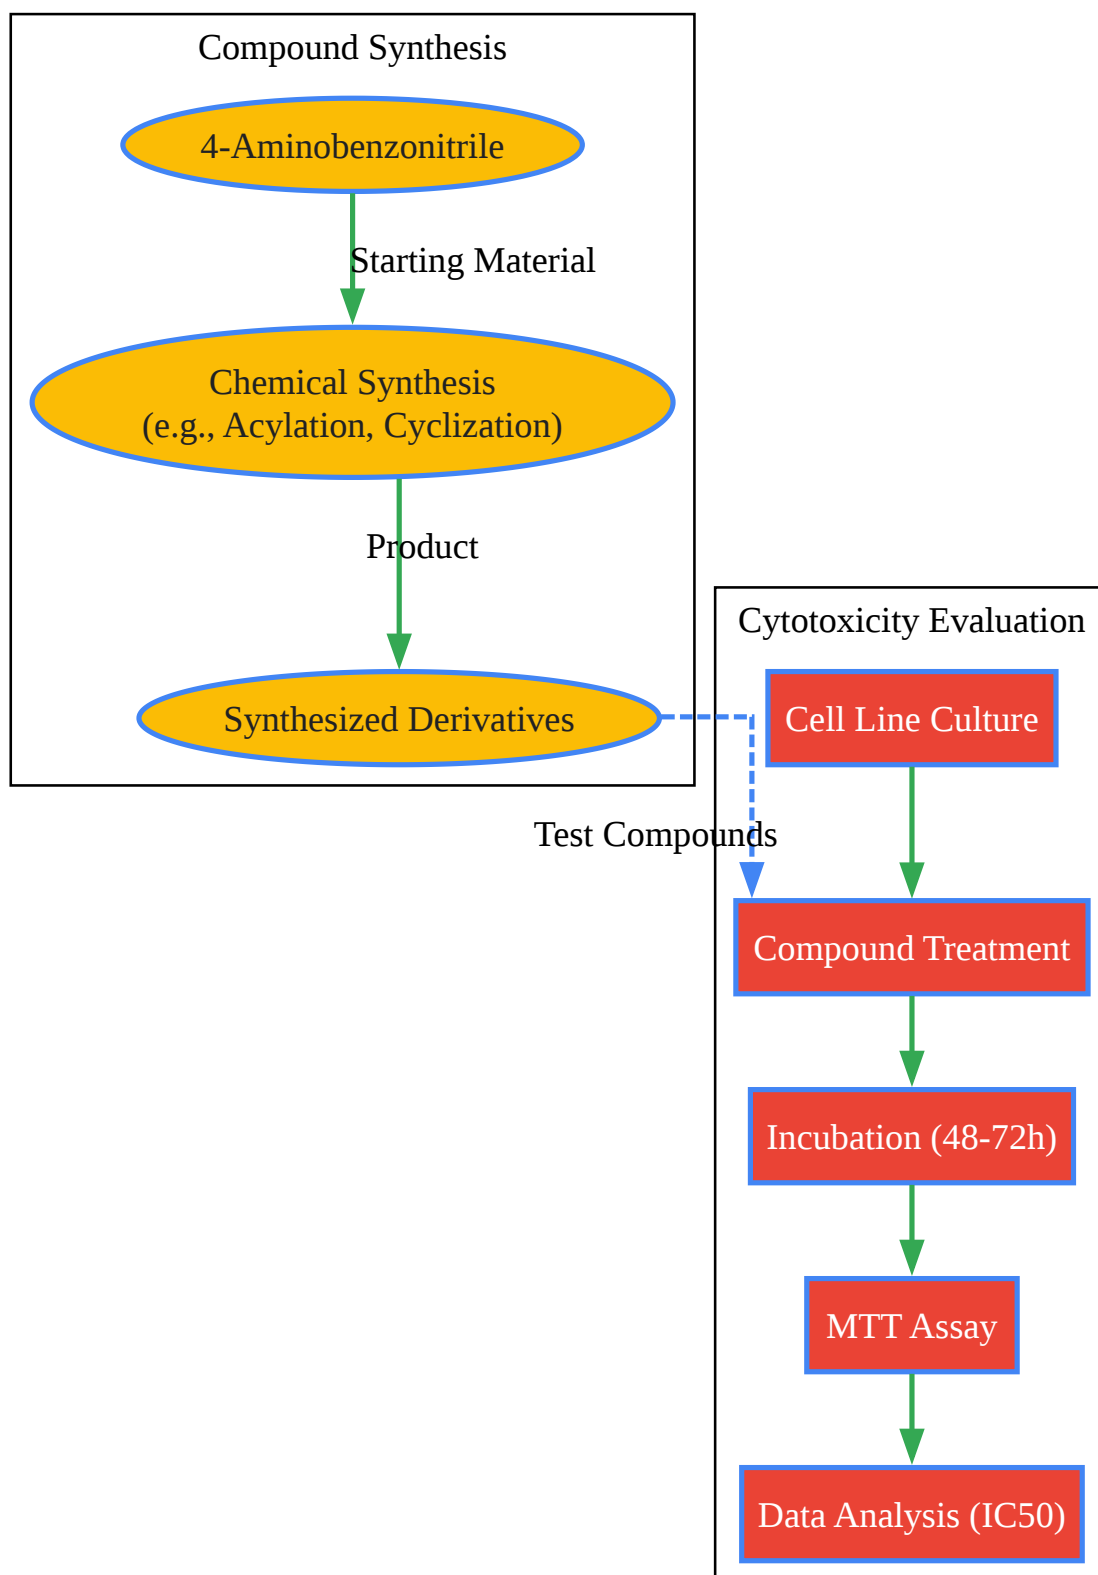 Compound Synthesis
4-Aminobenzonitrile
Starting Material
Chemical Synthesis
(e.g., Acylation, Cyclization)
Product
Synthesized Derivatives
Test Compounds
Cytotoxicity Evaluation
Cell Line Culture
Compound Treatment
Incubation (48-72h)
MTT Assay
Data Analysis (IC50)